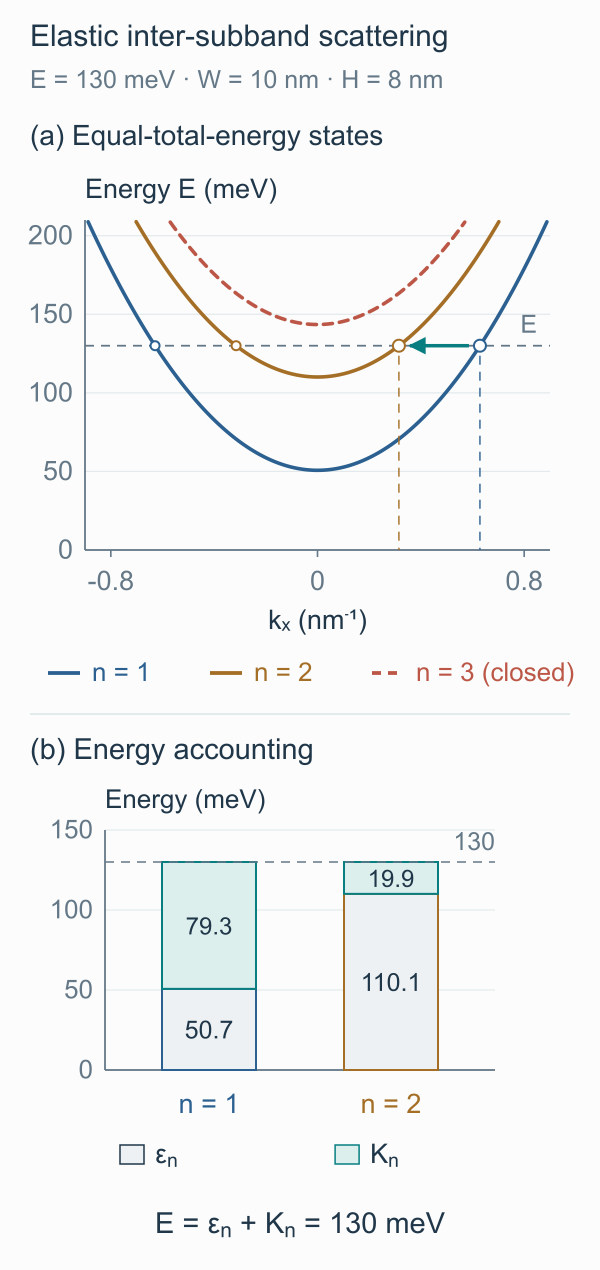 Elastic inter-subband scattering
E = 130 meV · W = 10 nm · H = 8 nm
(a) Equal-total-energy states
Energy E (meV)
200
150
E
100
50
0
-0.8 0 0.8
kₓ (nm⁻¹)
n = 1 n = 2 n = 3 (closed)
(b) Energy accounting
Energy (meV)
150
130
19.9
100
79.3
110.1
50
50.7
0
n = 1 n = 2
εₙ Kₙ
E = εₙ + Kₙ = 130 meV